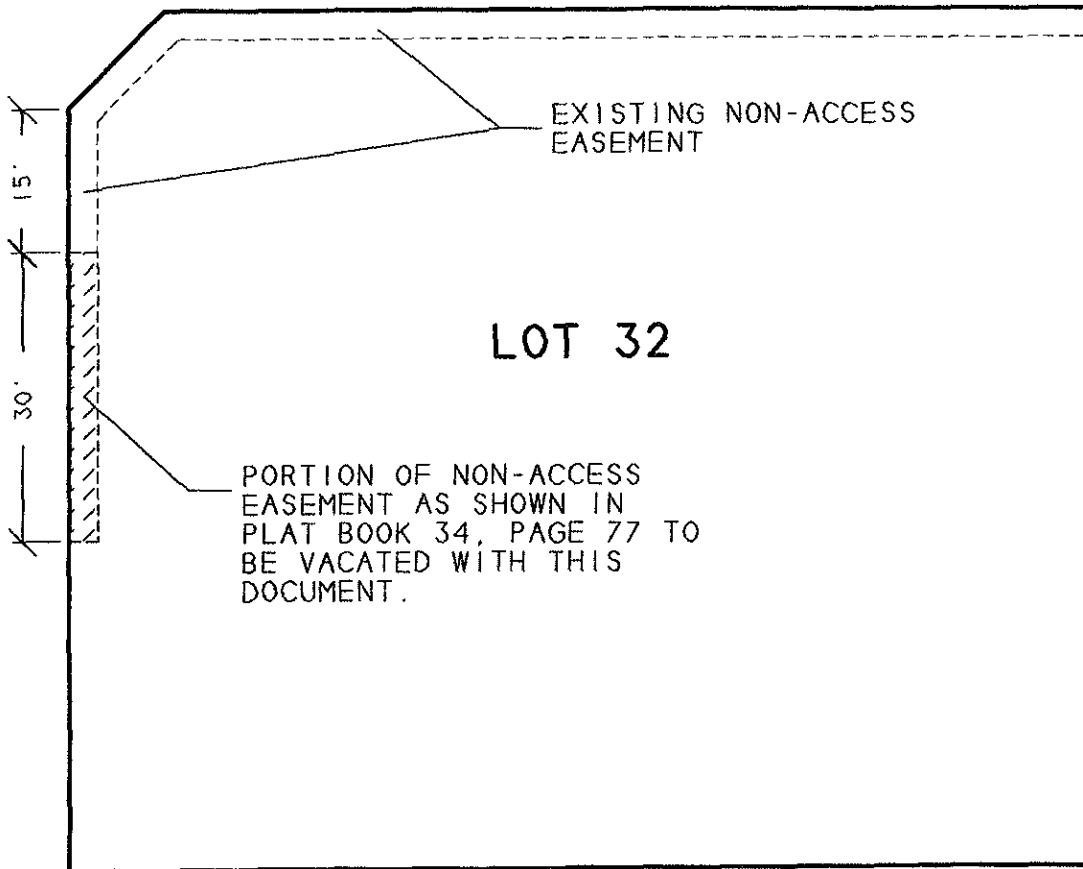 EXISTING NON-ACCESS
EASEMENT
15'
LOT 32
30'
PORTION OF NON-ACCESS
EASEMENT AS SHOWN IN
PLAT BOOK 34, PAGE 77 TO
BE VACATED WITH THIS
DOCUMENT.